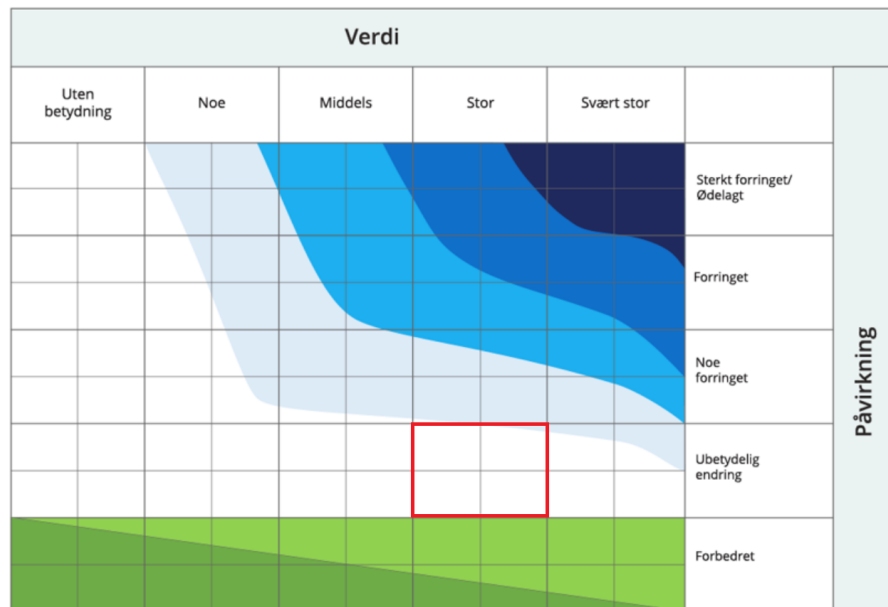 Verdi
Uten
betydning
Noe
Middels
Stor
Svært stor
Sterkt forringet/
Ødelagt
Forringet
Noe
forringet
Ubetydelig
endring
Forbedret
Påvirkning